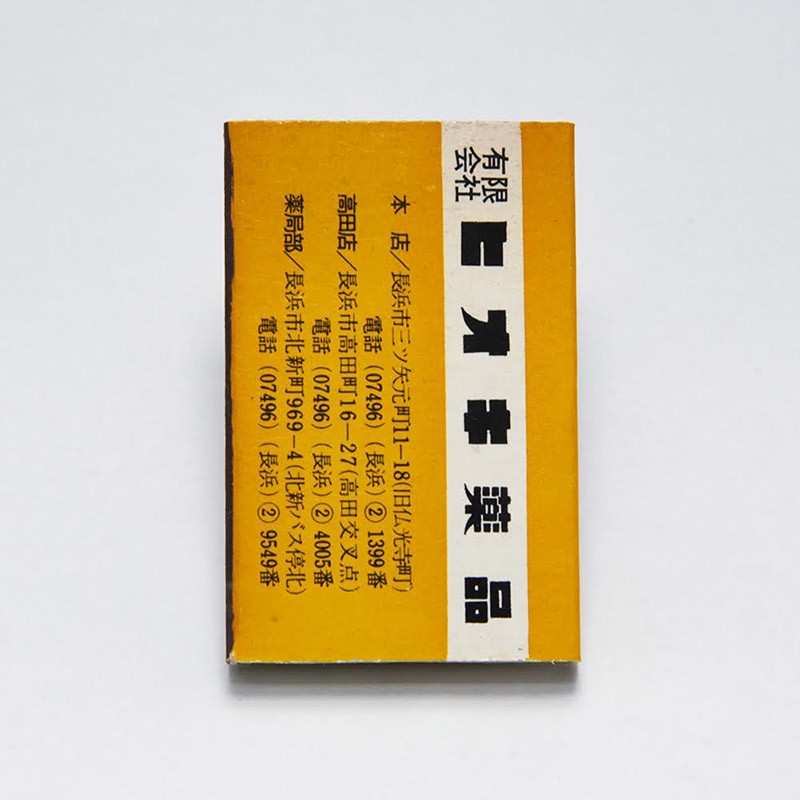 有限会社 ヒオキ薬品
本店/長浜市三ツ矢元町11-18(旧仏光寺町)
電話(07496)(長浜)②1399番
高田店/長浜市高田町16-27(高田交叉点)
電話(07496)(長浜)②4005番
薬局部/長浜市北新町969-4(北新バス停北)
電話(07496)(長浜)②9549番